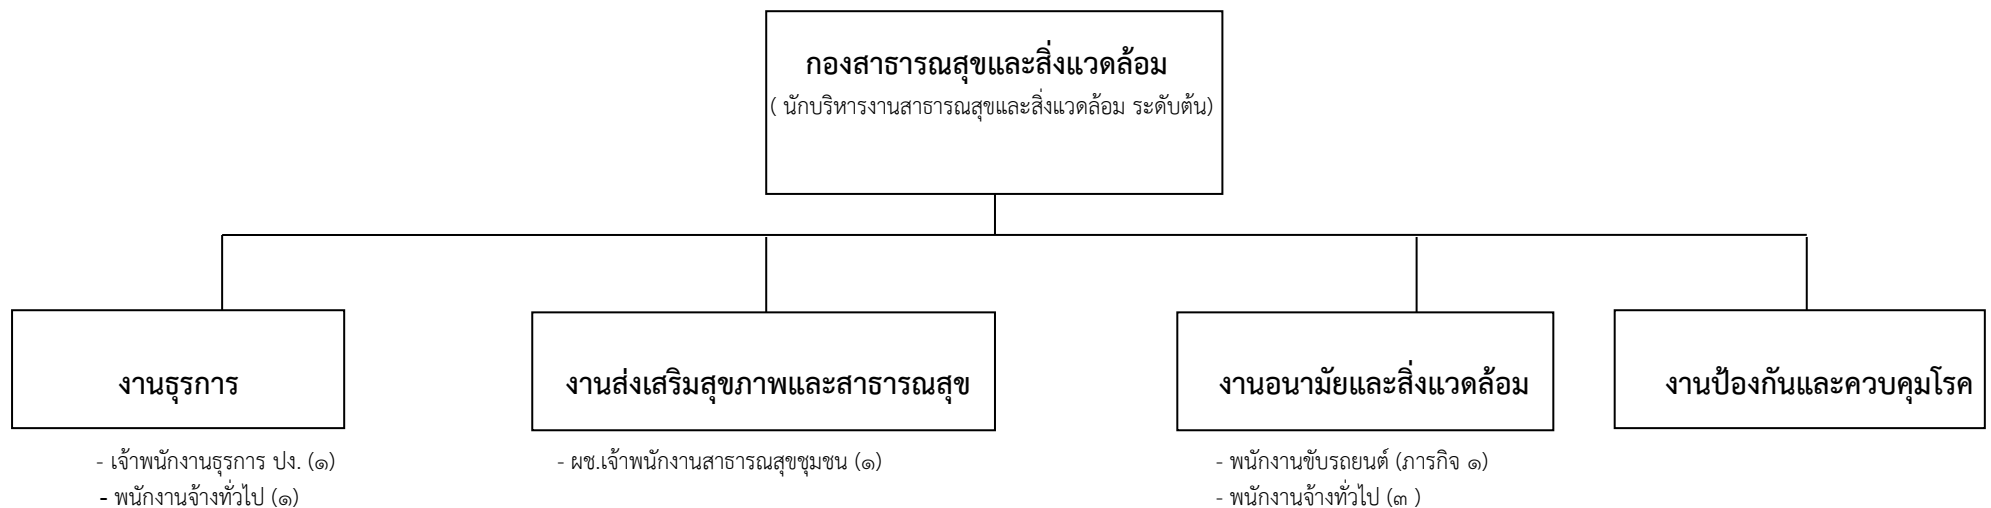 กองสาธารณสุขและสิ่งแวดล้อม
( นักบริหารงานสาธารณสุขและสิ่งแวดล้อม ระดับต้น)
งานธุรการ
- เจ้าพนักงานธุรการ ปง. (๑)
- พนักงานจ้างทั่วไป (๑)
งานส่งเสริมสุขภาพและสาธารณสุข
- ผช.เจ้าพนักงานสาธารณสุขชุมชน (๑)
งานอนามัยและสิ่งแวดล้อม
- พนักงานขับรถยนต์ (ภารกิจ ๑)
- พนักงานจ้างทั่วไป (๓ )
งานป้องกันและควบคุมโรค